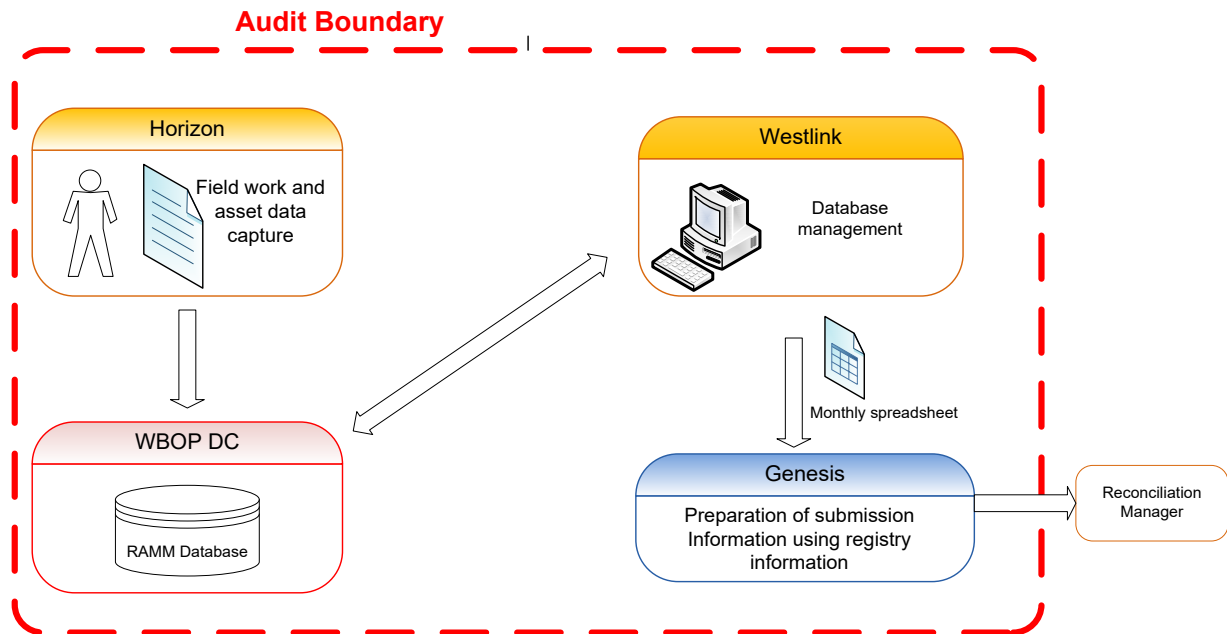 Audit Boundary
Horizon
Field work and
asset data
capture
Westlink
Database
management
Monthly spreadsheet
WBOP DC
RAMM Database
Genesis
Preparation of submission
Information using registry
information
Reconciliation
Manager